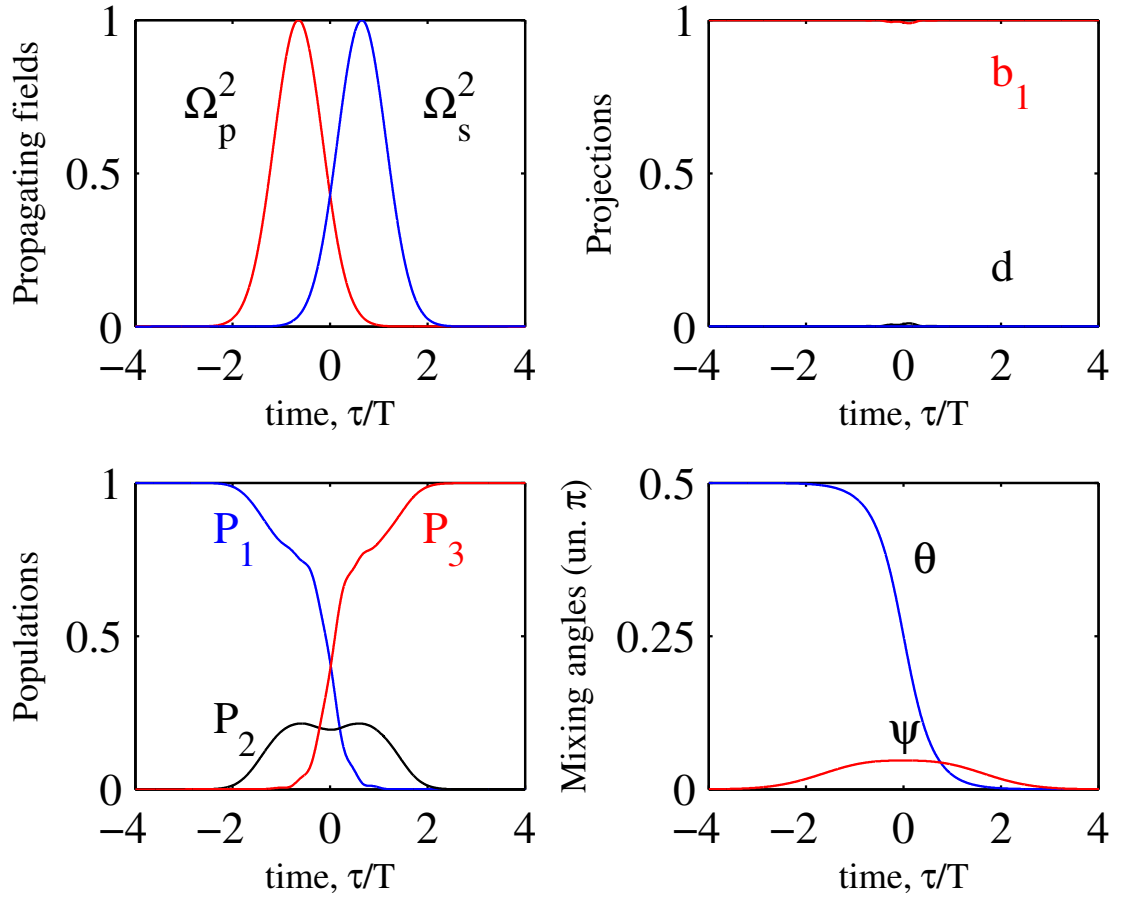 Propagating fields
1
0.5
0
Ωₚ²
Ωₛ²
−4 −2 0 2 4
time, τ/T
Projections
1
0.5
0
b₁
d
−4 −2 0 2 4
time, τ/T
Populations
1
0.5
0
P₁
P₃
P₂
−4 −2 0 2 4
time, τ/T
Mixing angles (un. π)
0.5
0.25
0
θ
ψ
−4 −2 0 2 4
time, τ/T